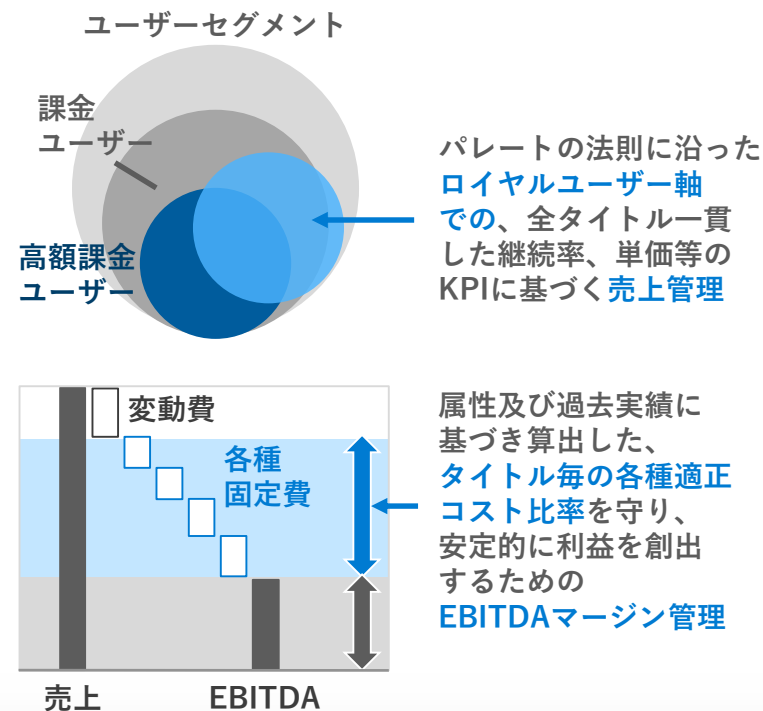 ユーザーセグメント
課金
ユーザー
高額課金
ユーザー
パレートの法則に沿った
ロイヤルユーザー軸
での、全タイトル一貫
した継続率、単価等の
KPIに基づく売上管理
変動費
各種
固定費
属性及び過去実績に
基づき算出した、
タイトル毎の各種適正
コスト比率を守り、
安定的に利益を創出
するための
EBITDAマージン管理
売上
EBITDA